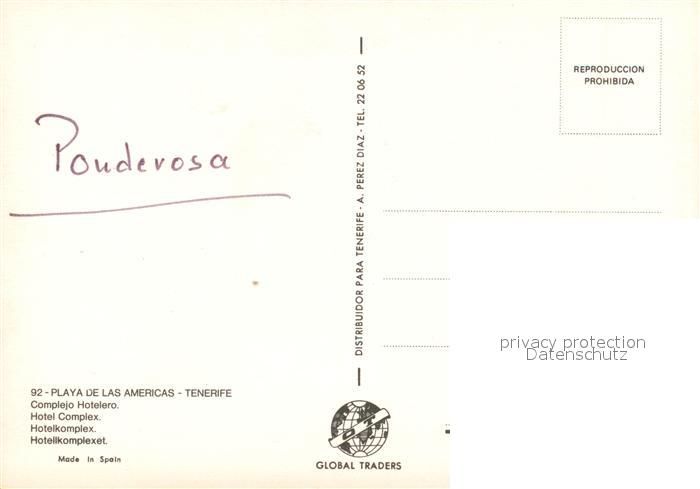 Ponderosa
92 - PLAYA DE LAS AMERICAS - TENERIFE
Complejo Hotelero.
Hotel Complex.
Hotelkomplex.
Hotellkomplexet.
Made In Spain
DISTRIBUIDOR PARA TENERIFE - A. PEREZ DIAZ - TEL. 22 06 52
GT
GLOBAL TRADERS
REPRODUCCION
PROHIBIDA
privacy protection
Datenschutz